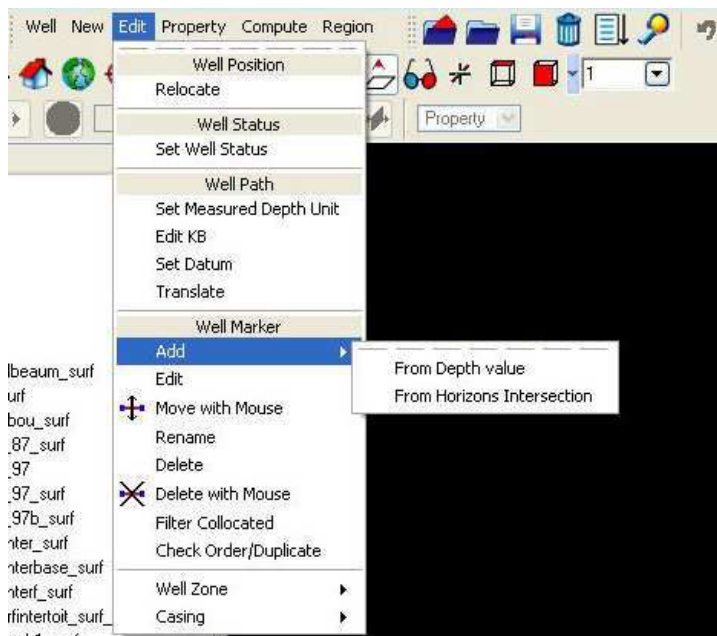 Well New Edit Property Compute Region
1
Property
Well Position
Relocate
Well Status
Set Well Status
Well Path
Set Measured Depth Unit
Edit KB
Set Datum
Translate
Well Marker
Add
From Depth value
From Horizons Intersection
Edit
Move with Mouse
Rename
Delete
Delete with Mouse
Filter Collocated
Check Order/Duplicate
Well Zone
Casing
lbeaum_surf
urf
bou_surf
_87_surf
_97
_97_surf
_97b_surf
nter_surf
nterbase_surf
nterf_surf
rfintertoit_surf_